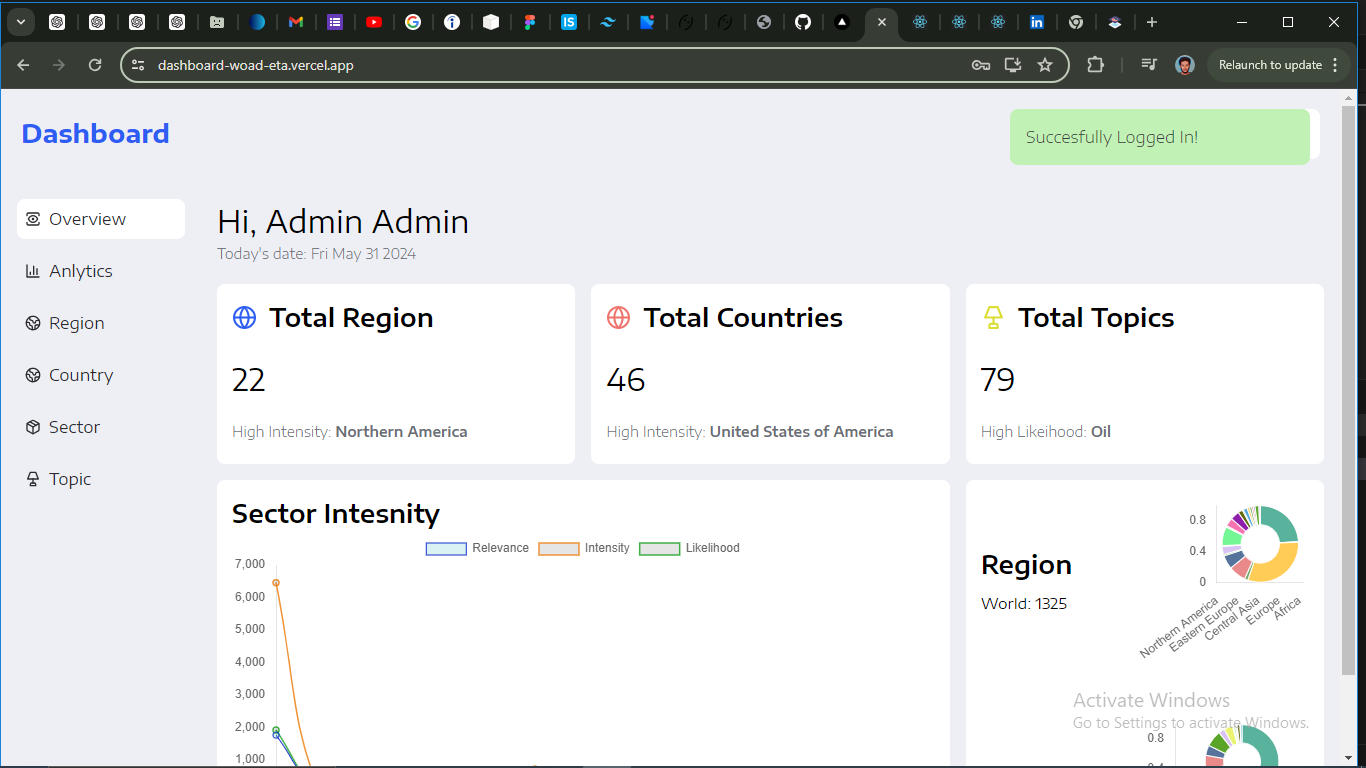 dashboard-woad-eta.vercel.app
Relaunch to update
Dashboard
Succesfully Logged In!
Overview
Anlytics
Region
Country
Sector
Topic
Hi, Admin Admin
Today's date: Fri May 31 2024
Total Region
22
High Intensity: Northern America
Total Countries
46
High Intensity: United States of America
Total Topics
79
High Likeihood: Oil
Sector Intesnity
Relevance Intensity Likelihood
7,000
6,000
5,000
4,000
3,000
2,000
1,000
Region
World: 1325
0.8
0.4
0
Northern America
Eastern Europe
Central Asia
Europe
Africa
Activate Windows
Go to Settings to activate Windows.
0.8